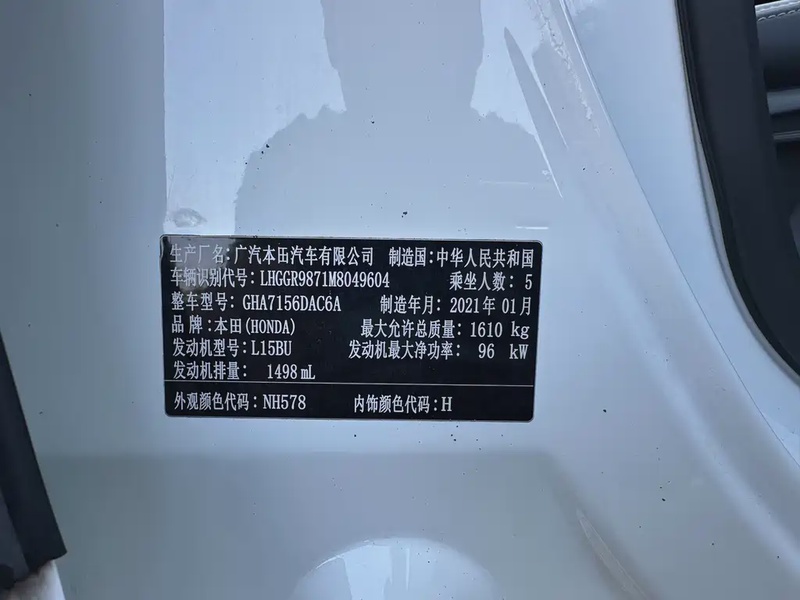 生产厂名：广汽本田汽车有限公司 制造国：中华人民共和国
车辆识别代号：LHGGR9871M8049604 乘坐人数：5
整车型号：GHA7156DAC6A 制造年月：2021年01月
品牌：本田(HONDA) 最大允许总质量：1610 kg
发动机型号：L15BU 发动机最大净功率：96 kW
发动机排量：1498 mL
外观颜色代码：NH578 内饰颜色代码：H